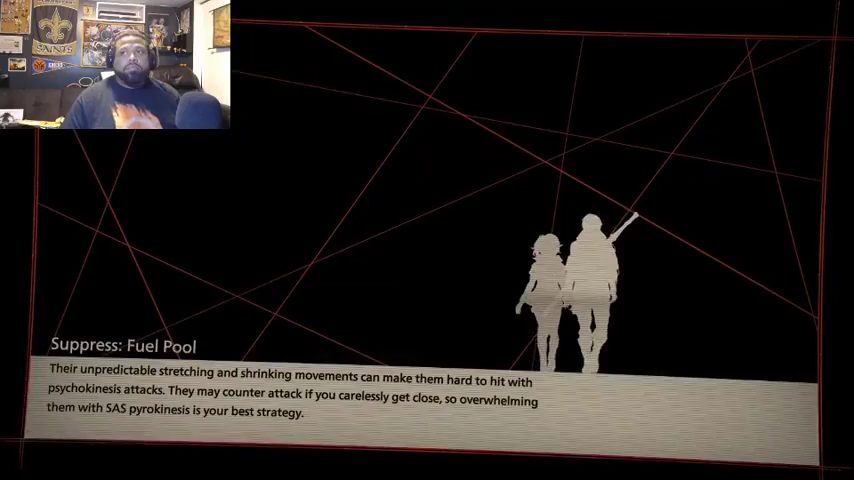 SAINTS
Suppress: Fuel Pool
Their unpredictable stretching and shrinking movements can make them hard to hit with
psychokinesis attacks. They may counter attack if you carelessly get close, so overwhelming
them with SAS pyrokinesis is your best strategy.